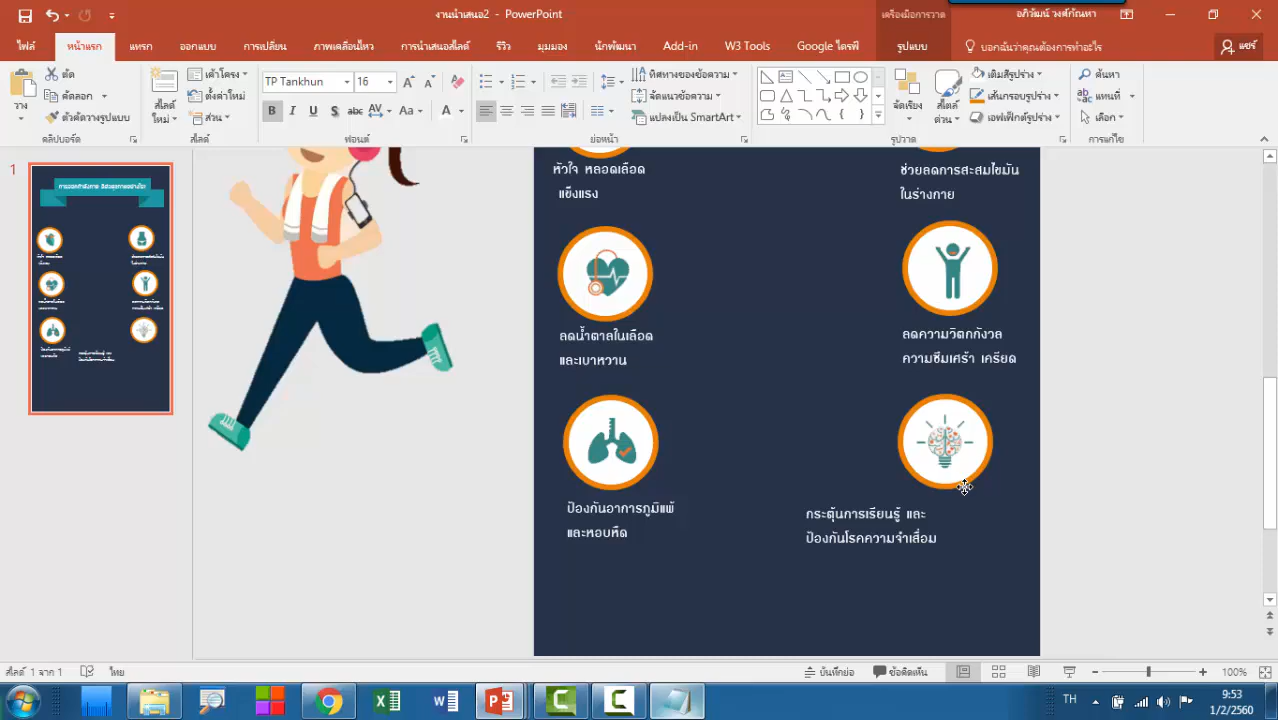 งานนำเสนอ2 - PowerPoint
เครื่องมือการวาด
อภิวัฒน์ วงศ์กัณหา
ไฟล์ หน้าแรก แทรก ออกแบบ การเปลี่ยน ภาพเคลื่อนไหว การนำเสนอสไลด์ รีวิว มุมมอง นักพัฒนา Add-in W3 Tools Google ไดรฟ์ รูปแบบ บอกฉันว่าคุณต้องการทำอะไร แชร์
วาง
ตัด
คัดลอก
ตัวคัดวางรูปแบบ
คลิปบอร์ด
สไลด์
ใหม่
เค้าโครง
ตั้งค่าใหม่
ส่วน
สไลด์
TP Tankhun 16
B I U S abc AV Aa A
ฟอนต์
ทิศทางของข้อความ
จัดแนวข้อความ
แปลงเป็น SmartArt
ย่อหน้า
จัดเรียง
สไตล์
ด่วน
เติมสีรูปร่าง
เส้นกรอบรูปร่าง
เอฟเฟ็กต์รูปร่าง
รูปวาด
ค้นหา
แทนที่
เลือก
การแก้ไข
1
หัวใจ หลอดเลือด
แข็งแรง
ช่วยลดการสะสมไขมัน
ในร่างกาย
ลดน้ำตาลในเลือด
และเบาหวาน
ลดความวิตกกังวล
ความซึมเศร้า เครียด
ป้องกันอาการภูมิแพ้
และหอบหืด
กระตุ้นการเรียนรู้ และ
ป้องกันโรคความจำเสื่อม
สไลด์ 1 จาก 1 ไทย บันทึกย่อ ข้อคิดเห็น 100%
TH 9:53
1/2/2560